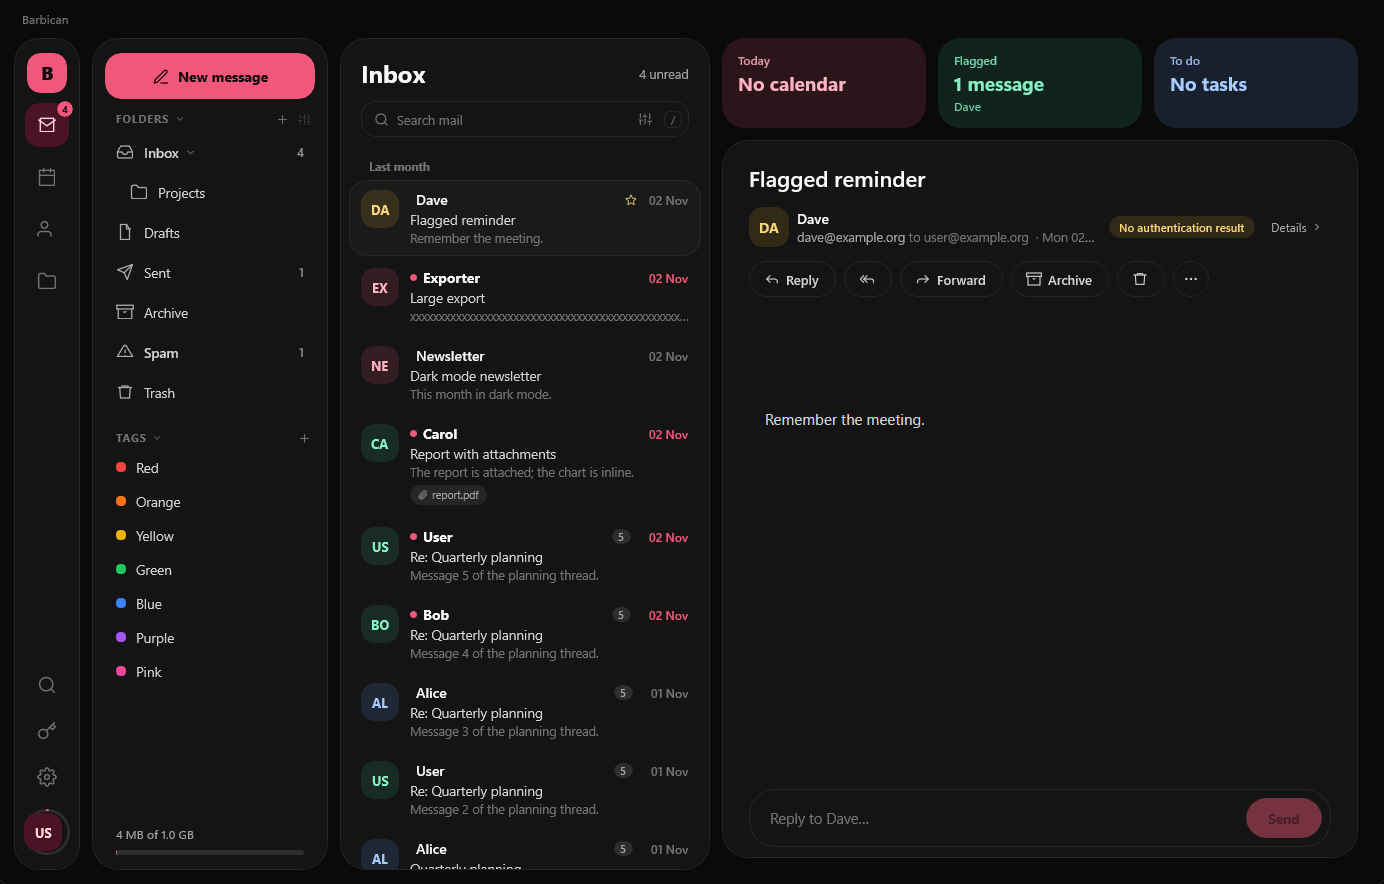 Barbican
B
4
New message
FOLDERS
Inbox 4
Projects
Drafts
Sent 1
Archive
Spam 1
Trash
TAGS
Red
Orange
Yellow
Green
Blue
Purple
Pink
4 MB of 1.0 GB
US
Inbox
4 unread
Search mail /
Last month
DA
Dave 02 Nov
Flagged reminder
Remember the meeting.
EX
Exporter 02 Nov
Large export
xxxxxxxxxxxxxxxxxxxxxxxxxxxxxxxxxxxxxxxxxxxxxxxx...
NE
Newsletter 02 Nov
Dark mode newsletter
This month in dark mode.
CA
Carol 02 Nov
Report with attachments
The report is attached; the chart is inline.
report.pdf
US
User 5 02 Nov
Re: Quarterly planning
Message 5 of the planning thread.
BO
Bob 5 02 Nov
Re: Quarterly planning
Message 4 of the planning thread.
AL
Alice 5 01 Nov
Re: Quarterly planning
Message 3 of the planning thread.
US
User 5 01 Nov
Re: Quarterly planning
Message 2 of the planning thread.
AL
Alice 5 01 Nov
Quarterly planning
Today
No calendar
Flagged
1 message
Dave
To do
No tasks
Flagged reminder
DA
Dave
dave@example.org to user@example.org · Mon 02...
No authentication result
Details
Reply
Forward
Archive
Remember the meeting.
Reply to Dave...
Send